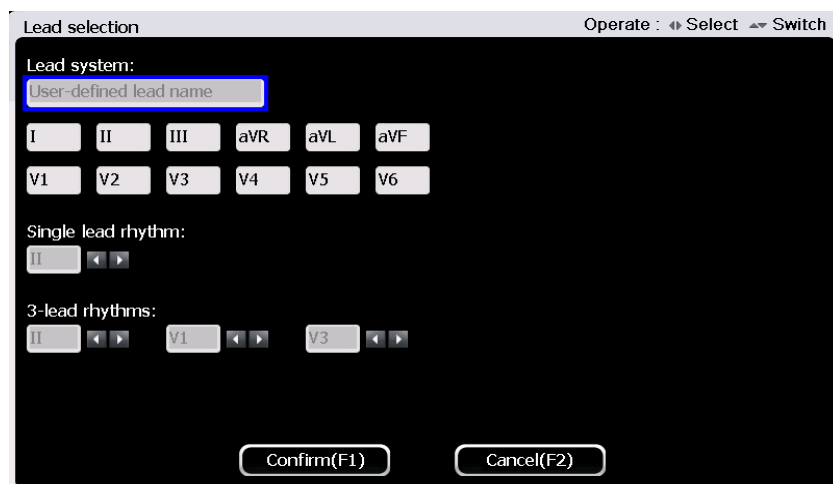 Lead selection Operate : Select Switch
Lead system:
User-defined lead name
I II III aVR aVL aVF
V1 V2 V3 V4 V5 V6
Single lead rhythm:
II
3-lead rhythms:
II V1 V3
Confirm(F1) Cancel(F2)